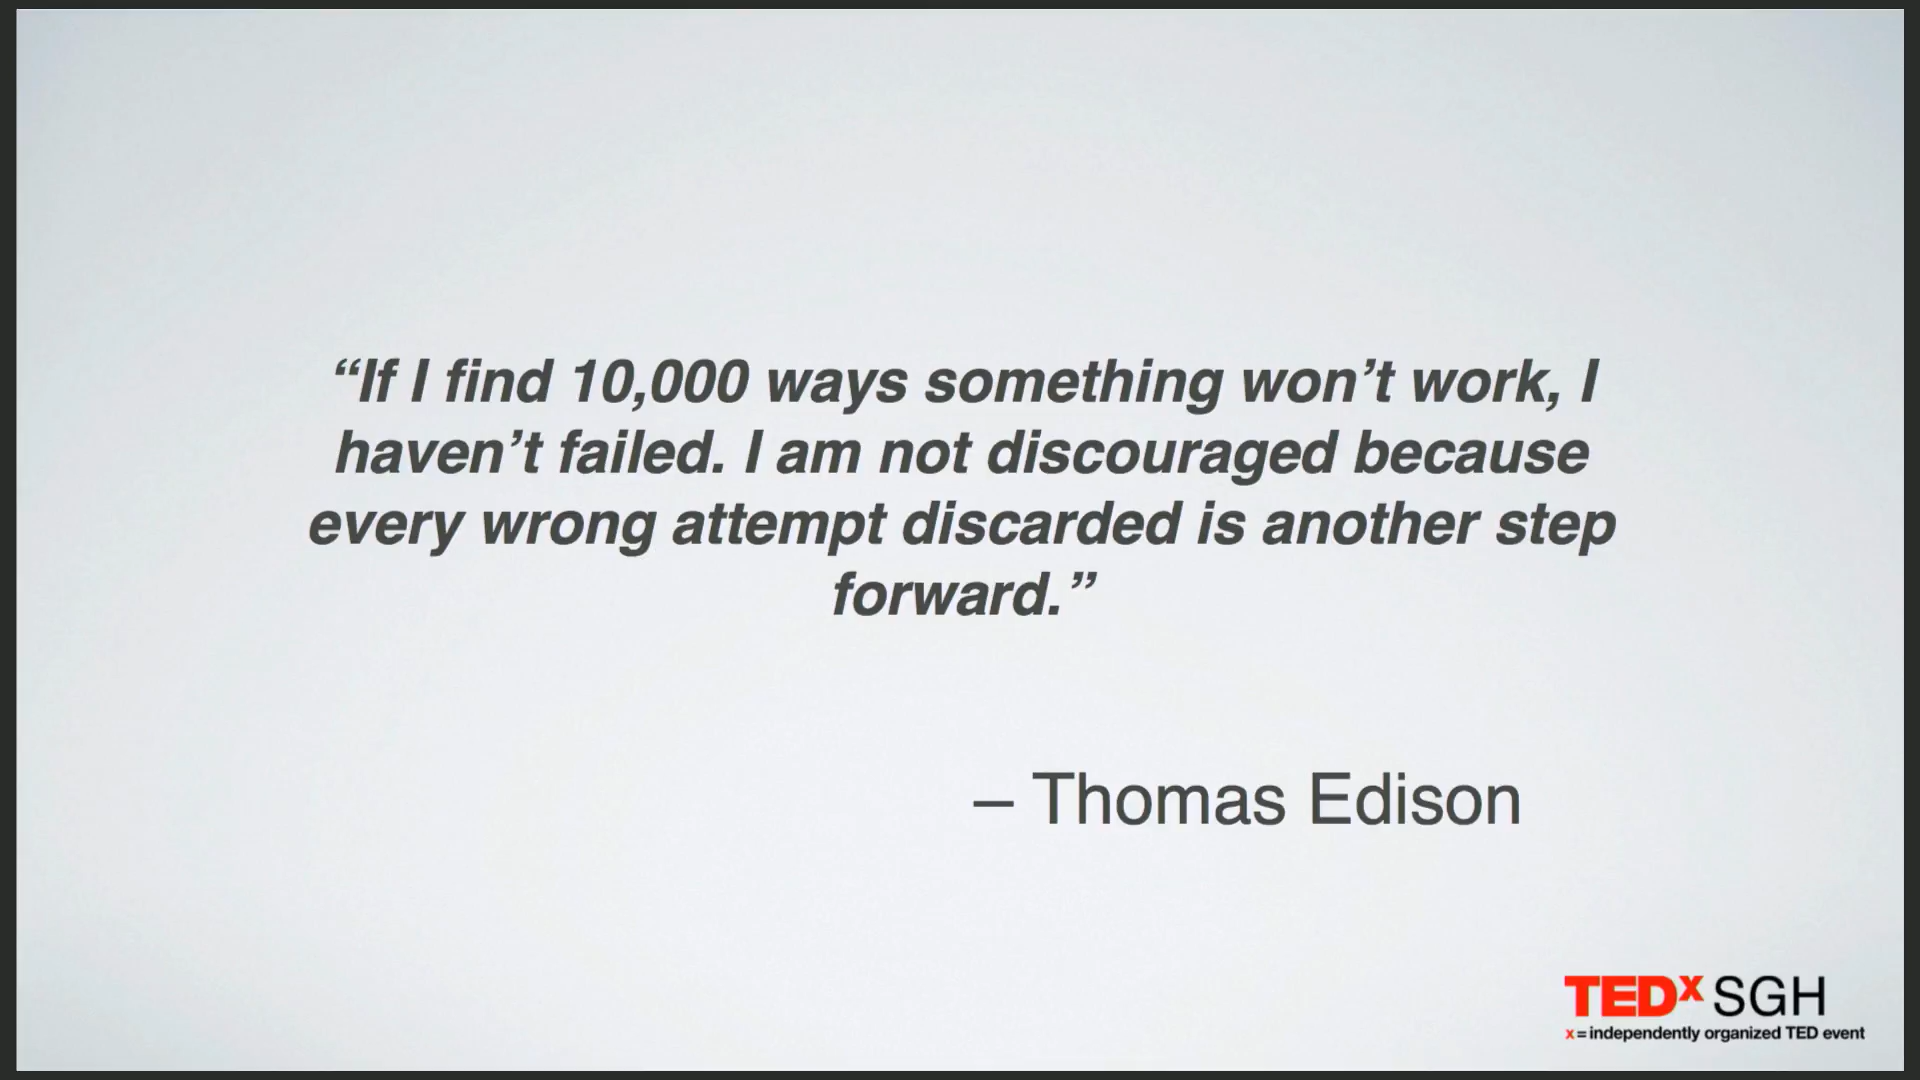 “If I find 10,000 ways something won’t work, I
haven’t failed. I am not discouraged because
every wrong attempt discarded is another step
forward.”
– Thomas Edison
TEDx SGH
x = independently organized TED event